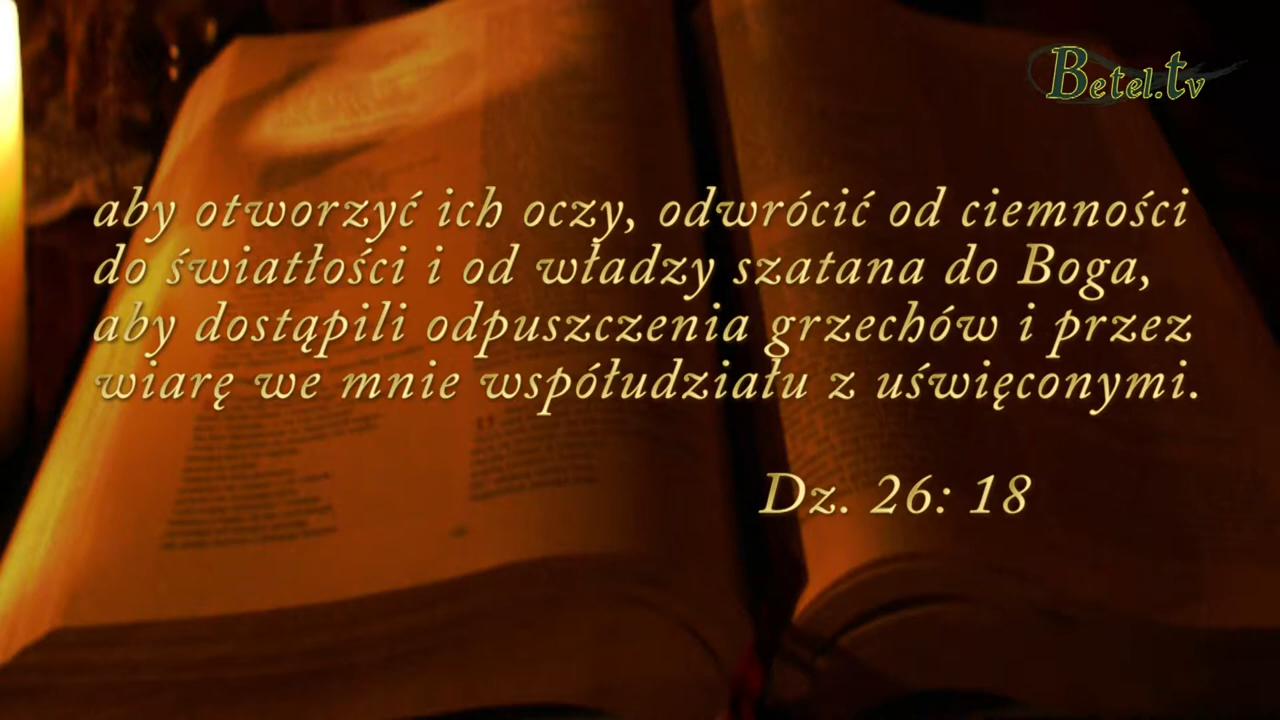 Betel.tv
aby otworzyć ich oczy, odwrócić od ciemności
do światłości i od władzy szatana do Boga,
aby dostąpili odpuszczenia grzechów i przez
wiarę we mnie współudziału z uświęconymi.
Dz. 26: 18